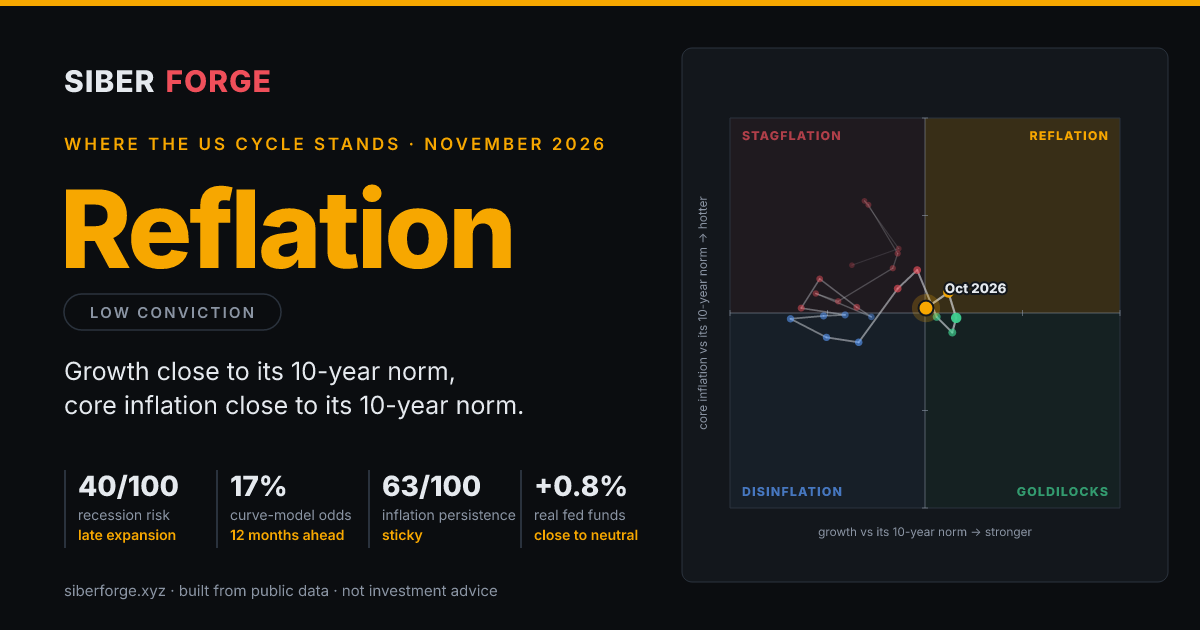 SIBER FORGE
WHERE THE US CYCLE STANDS · NOVEMBER 2026
Reflation
LOW CONVICTION
Growth close to its 10-year norm,
core inflation close to its 10-year norm.
40/100
recession risk
late expansion
17%
curve-model odds
12 months ahead
63/100
inflation persistence
sticky
+0.8%
real fed funds
close to neutral
siberforge.xyz · built from public data · not investment advice
STAGFLATION
REFLATION
Oct 2026
core inflation vs its 10-year norm → hotter
DISINFLATION
GOLDILOCKS
growth vs its 10-year norm → stronger